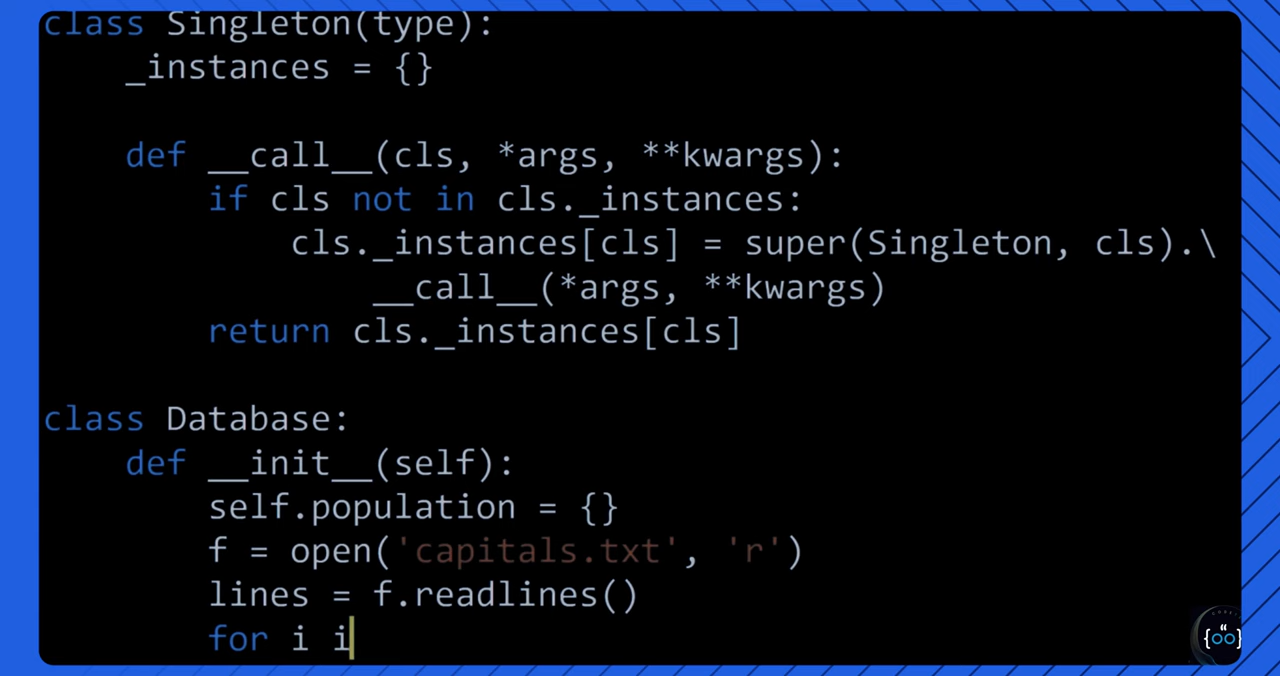 class Singleton(type):
    _instances = {}

    def __call__(cls, *args, **kwargs):
        if cls not in cls._instances:
            cls._instances[cls] = super(Singleton, cls).\
                __call__(*args, **kwargs)
        return cls._instances[cls]

class Database:
    def __init__(self):
        self.population = {}
        f = open('capitals.txt', 'r')
        lines = f.readlines()
        for i i